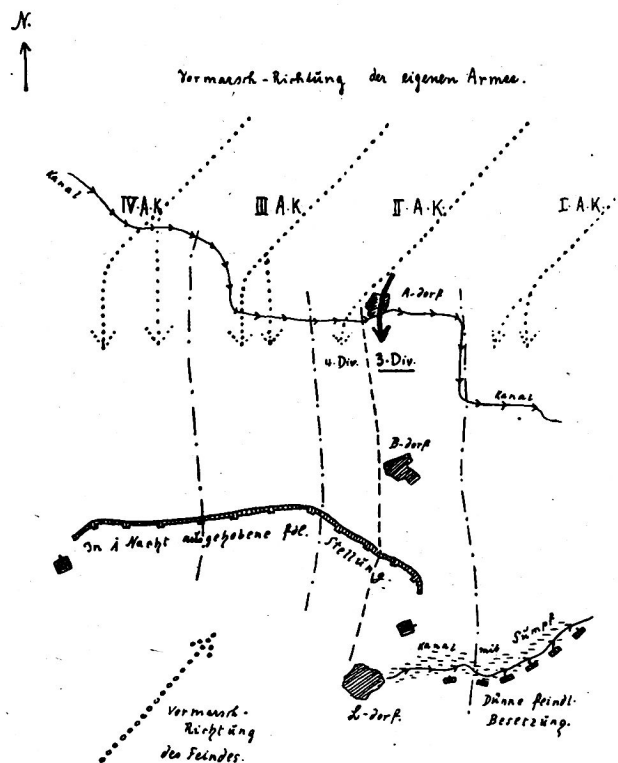 N.
Vormarsch-Richtung der eigenen Armee.
Kanal
IV. A.K.
III A.K.
II. A.K.
I. A.K.
A-dorf
4. Div.
3. Div.
Kanal
B-dorf
In Nacht ausgehobene fdl.
Stellung.
Kanal mit Sumpf
L-dorf.
Dünne feindl.
Besetzung.
Vormarsch-
Richtung
des Feindes.